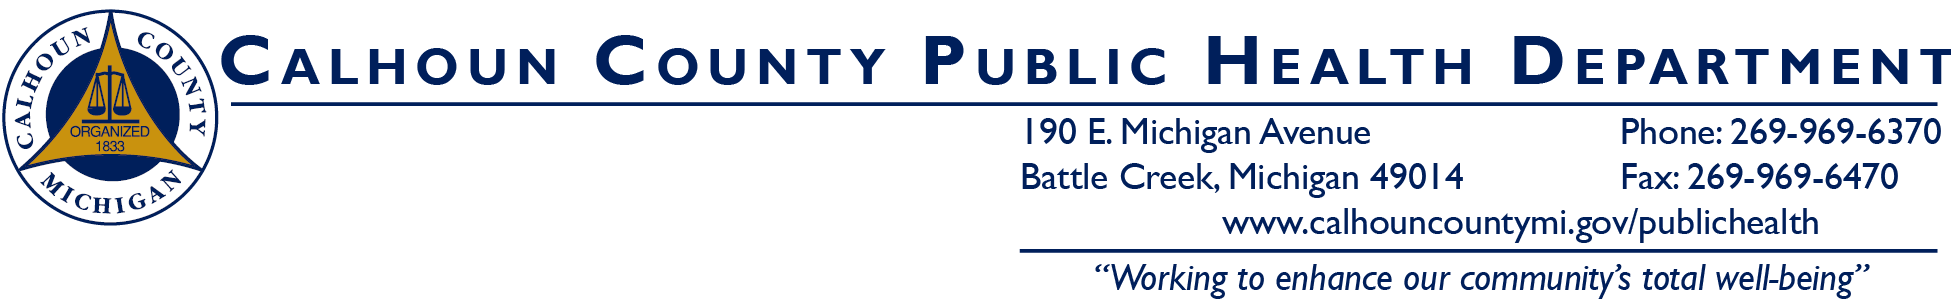 CALHOUN COUNTY
ORGANIZED
1833
MICHIGAN
CALHOUN COUNTY PUBLIC HEALTH DEPARTMENT
190 E. Michigan Avenue Phone: 269-969-6370
Battle Creek, Michigan 49014 Fax: 269-969-6470
www.calhouncountymi.gov/publichealth
“Working to enhance our community’s total well-being”